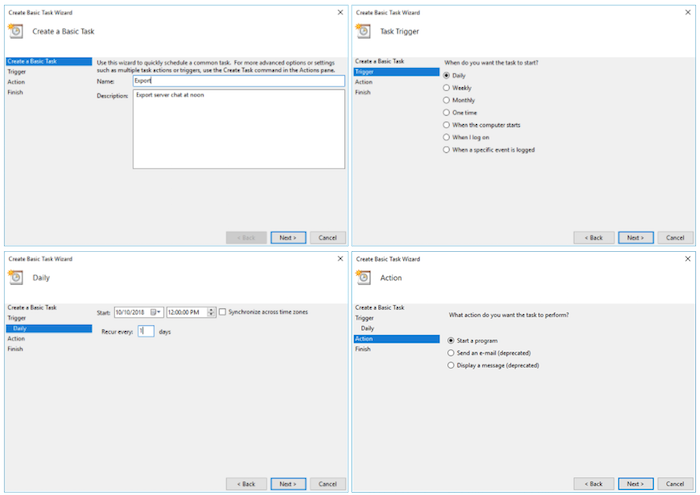 Create Basic Task Wizard
Create a Basic Task
Create a Basic Task
Trigger
Action
Finish
Use this wizard to quickly schedule a common task. For more advanced options or settings
such as multiple task actions or triggers, use the Create Task command in the Actions pane.
Name: Export
Description: Export server chat at noon
< Back Next > Cancel
Create Basic Task Wizard
Task Trigger
Create a Basic Task
Trigger
Action
Finish
When do you want the task to start?
Daily
Weekly
Monthly
One time
When the computer starts
When I log on
When a specific event is logged
< Back Next > Cancel
Create Basic Task Wizard
Daily
Create a Basic Task
Trigger
Daily
Action
Finish
Start: 10/10/2018 12:00:00 PM Synchronize across time zones
Recur every: 1 days
< Back Next > Cancel
Create Basic Task Wizard
Action
Create a Basic Task
Trigger
Daily
Action
Finish
What action do you want the task to perform?
Start a program
Send an e-mail (deprecated)
Display a message (deprecated)
< Back Next > Cancel